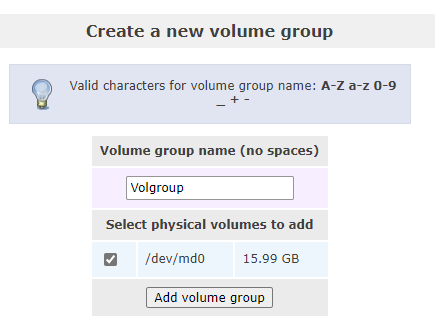 Create a new volume group
Valid characters for volume group name: A-Z a-z 0-9
_ + -
Volume group name (no spaces)
Volgroup
Select physical volumes to add
/dev/md0 15.99 GB
Add volume group